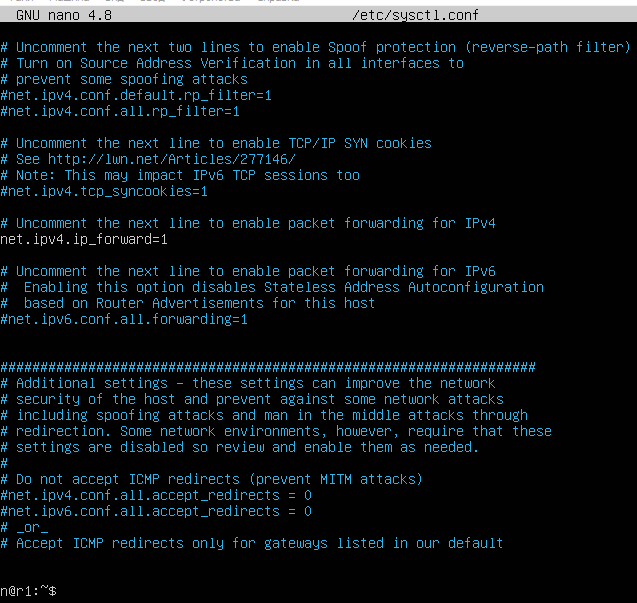 GNU nano 4.8 /etc/sysctl.conf
# Uncomment the next two lines to enable Spoof protection (reverse-path filter)
# Turn on Source Address Verification in all interfaces to
# prevent some spoofing attacks
#net.ipv4.conf.default.rp_filter=1
#net.ipv4.conf.all.rp_filter=1
# Uncomment the next line to enable TCP/IP SYN cookies
# See http://lwn.net/Articles/277146/
# Note: This may impact IPv6 TCP sessions too
#net.ipv4.tcp_syncookies=1
# Uncomment the next line to enable packet forwarding for IPv4
net.ipv4.ip_forward=1
# Uncomment the next line to enable packet forwarding for IPv6
#  Enabling this option disables Stateless Address Autoconfiguration
#  based on Router Advertisements for this host
#net.ipv6.conf.all.forwarding=1
###################################################################
# Additional settings - these settings can improve the network
# security of the host and prevent against some network attacks
# including spoofing attacks and man in the middle attacks through
# redirection. Some network environments, however, require that these
# settings are disabled so review and enable them as needed.
#
# Do not accept ICMP redirects (prevent MITM attacks)
#net.ipv4.conf.all.accept_redirects = 0
#net.ipv6.conf.all.accept_redirects = 0
# _or_
# Accept ICMP redirects only for gateways listed in our default
n@r1:~$